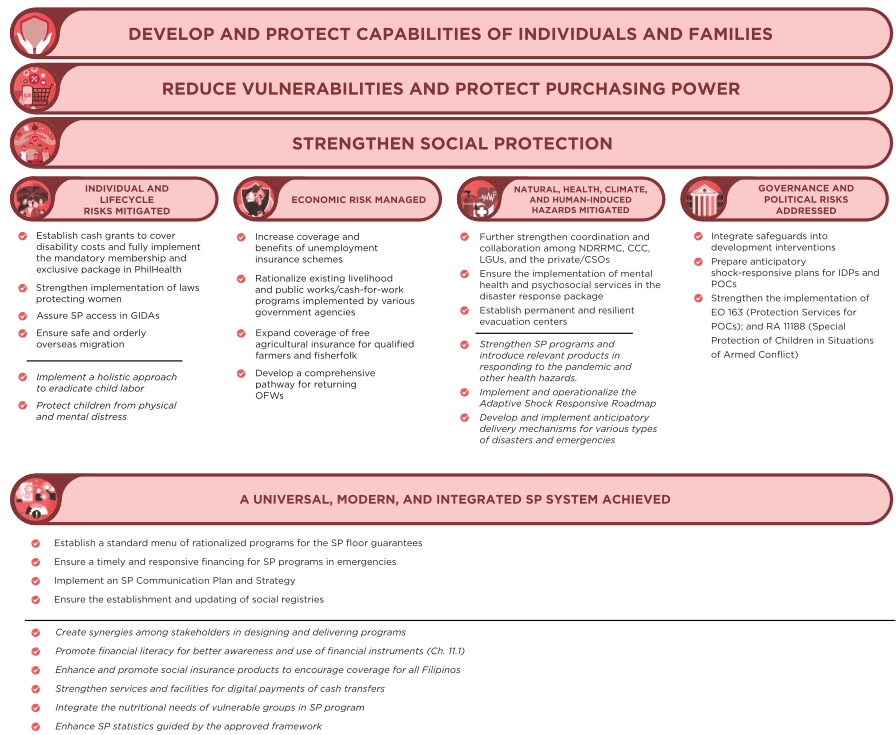 DEVELOP AND PROTECT CAPABILITIES OF INDIVIDUALS AND FAMILIES
REDUCE VULNERABILITIES AND PROTECT PURCHASING POWER
STRENGTHEN SOCIAL PROTECTION
INDIVIDUAL AND
LIFECYCLE
RISKS MITIGATED
Establish cash grants to cover
disability costs and fully implement
the mandatory membership and
exclusive package in PhilHealth
Strengthen implementation of laws
protecting women
Assure SP access in GIDAs
Ensure safe and orderly
overseas migration
Implement a holistic approach
to eradicate child labor
Protect children from physical
and mental distress
ECONOMIC RISK MANAGED
Increase coverage and
benefits of unemployment
insurance schemes
Rationalize existing livelihood
and public works/cash-for-work
programs implemented by various
government agencies
Expand coverage of free
agricultural insurance for qualified
farmers and fisherfolk
Develop a comprehensive
pathway for returning
OFWs
NATURAL, HEALTH, CLIMATE,
AND HUMAN-INDUCED
HAZARDS MITIGATED
Further strengthen coordination and
collaboration among NDRRMC, CCC,
LGUs, and the private/CSOs
Ensure the implementation of mental
health and psychosocial services in the
disaster response package
Establish permanent and resilient
evacuation centers
Strengthen SP programs and
introduce relevant products in
responding to the pandemic and
other health hazards.
Implement and operationalize the
Adaptive Shock Responsive Roadmap
Develop and implement anticipatory
delivery mechanisms for various types
of disasters and emergencies
GOVERNANCE AND
POLITICAL RISKS
ADDRESSED
Integrate safeguards into
development interventions
Prepare anticipatory
shock-responsive plans for IDPs and
POCs
Strengthen the implementation of
EO 163 (Protection Services for
POCs); and RA 11188 (Special
Protection of Children in Situations
of Armed Conflict)
A UNIVERSAL, MODERN, AND INTEGRATED SP SYSTEM ACHIEVED
Establish a standard menu of rationalized programs for the SP floor guarantees
Ensure a timely and responsive financing for SP programs in emergencies
Implement an SP Communication Plan and Strategy
Ensure the establishment and updating of social registries
Create synergies among stakeholders in designing and delivering programs
Promote financial literacy for better awareness and use of financial instruments (Ch. 11.1)
Enhance and promote social insurance products to encourage coverage for all Filipinos
Strengthen services and facilities for digital payments of cash transfers
Integrate the nutritional needs of vulnerable groups in SP program
Enhance SP statistics guided by the approved framework